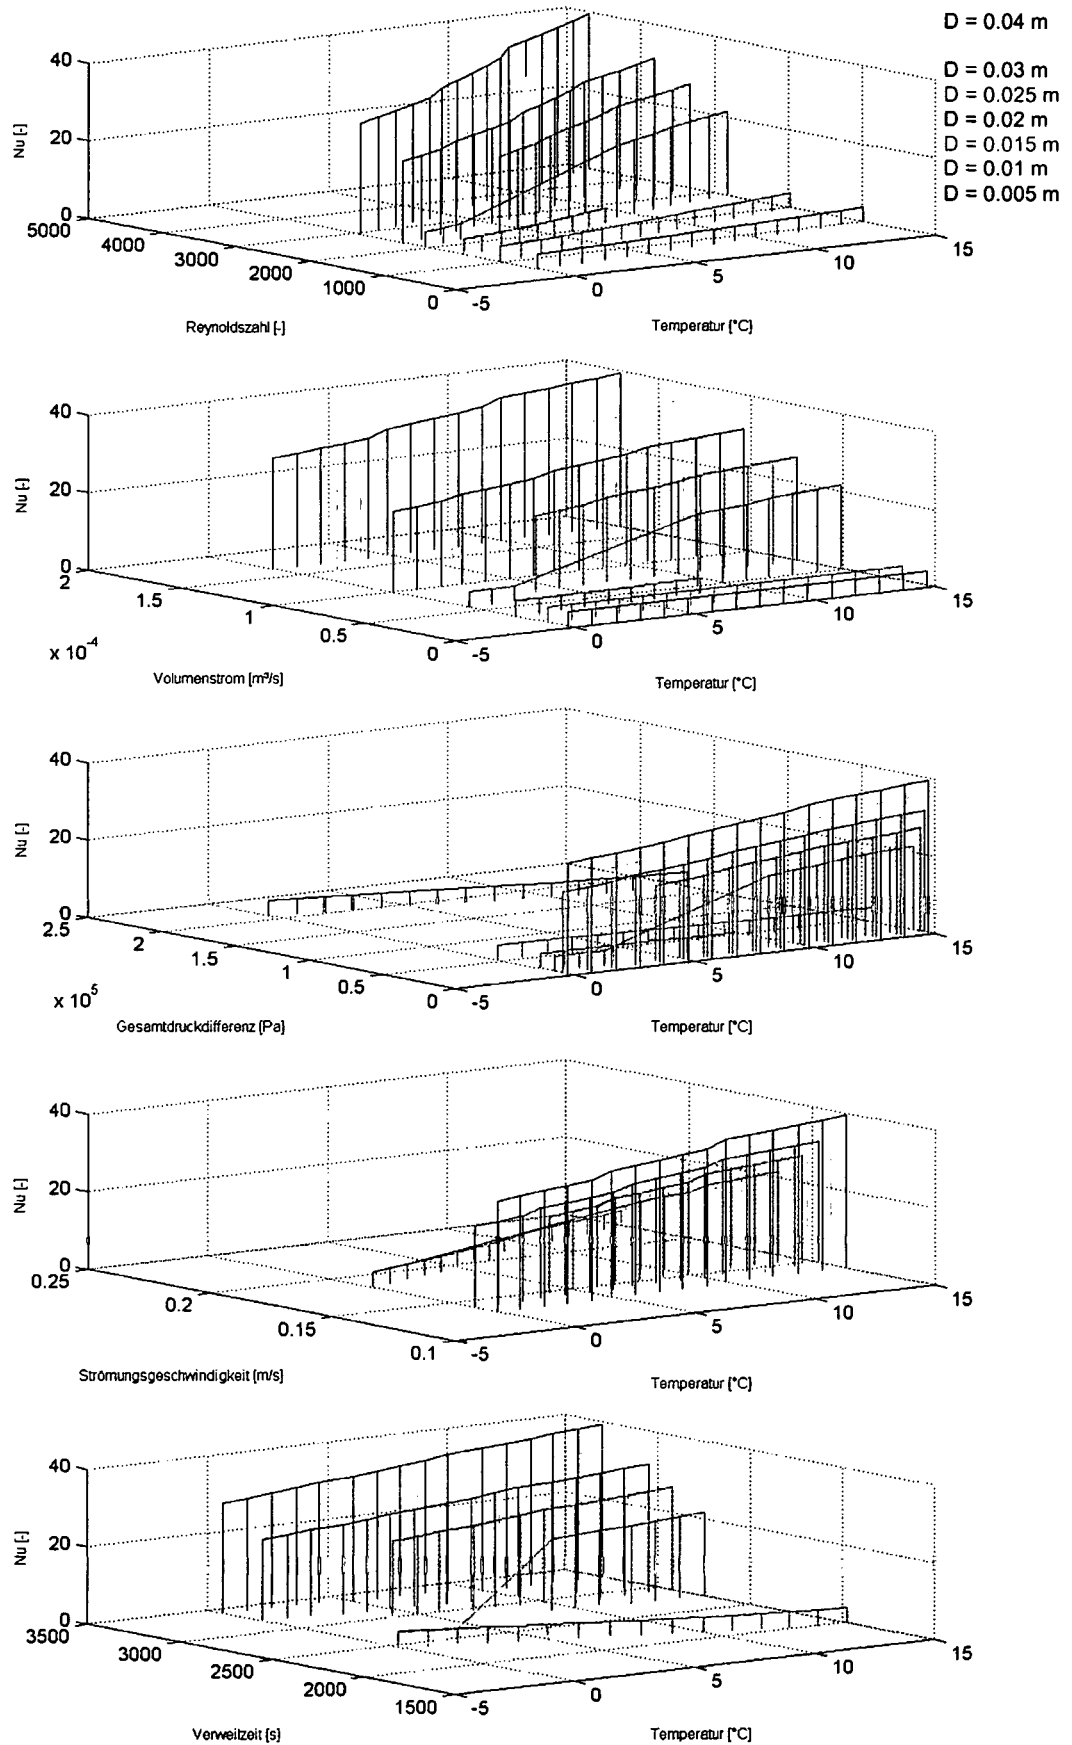 D = 0.04 m
D = 0.03 m
D = 0.025 m
D = 0.02 m
D = 0.015 m
D = 0.01 m
D = 0.005 m
40
20
0
Nu [-]
5000
4000
3000
2000
1000
0
Reynoldszahl [-]
-5
0
5
10
15
Temperatur [°C]
40
20
0
Nu [-]
2
1.5
1
0.5
0
x 10-4
Volumenstrom [m³/s]
-5
0
5
10
15
Temperatur [°C]
40
20
0
Nu [-]
2.5
2
1.5
1
0.5
0
x 105
Gesamtdruckdifferenz [Pa]
-5
0
5
10
15
Temperatur [°C]
40
20
0
Nu [-]
0.25
0.2
0.15
0.1
Strömungsgeschwindigkeit [m/s]
-5
0
5
10
15
Temperatur [°C]
40
20
0
Nu [-]
3500
3000
2500
2000
1500
Verweilzeit [s]
-5
0
5
10
15
Temperatur [°C]